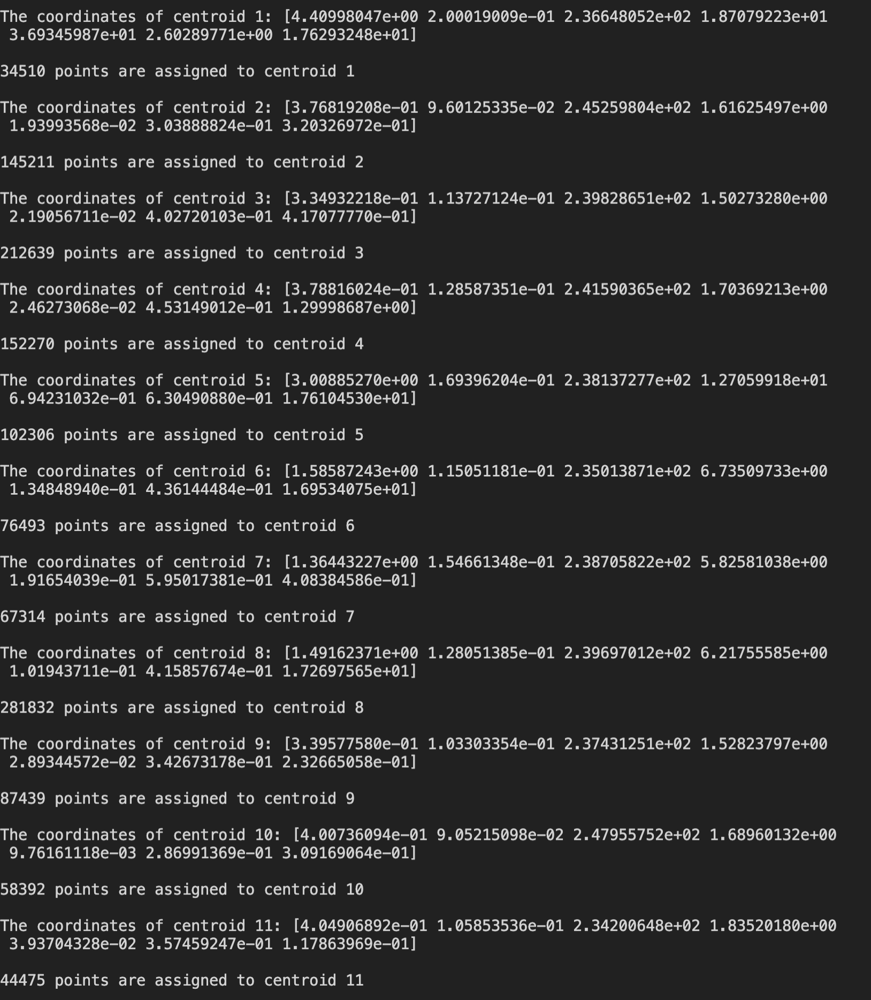 The coordinates of centroid 1: [4.40998047e+00 2.00019009e-01 2.36648052e+02 1.87079223e+01
3.69345987e+01 2.60289771e+00 1.76293248e+01]
34510 points are assigned to centroid 1
The coordinates of centroid 2: [3.76819208e-01 9.60125335e-02 2.45259804e+02 1.61625497e+00
1.93993568e-02 3.03888824e-01 3.20326972e-01]
145211 points are assigned to centroid 2
The coordinates of centroid 3: [3.34932218e-01 1.13727124e-01 2.39828651e+02 1.50273280e+00
2.19056711e-02 4.02720103e-01 4.17077770e-01]
212639 points are assigned to centroid 3
The coordinates of centroid 4: [3.78816024e-01 1.28587351e-01 2.41590365e+02 1.70369213e+00
2.46273068e-02 4.53149012e-01 1.29998687e+00]
152270 points are assigned to centroid 4
The coordinates of centroid 5: [3.00885270e+00 1.69396204e-01 2.38137277e+02 1.27059918e+01
6.94231032e-01 6.30490880e-01 1.76104530e+01]
102306 points are assigned to centroid 5
The coordinates of centroid 6: [1.58587243e+00 1.15051181e-01 2.35013871e+02 6.73509733e+00
1.34848940e-01 4.36144484e-01 1.69534075e+01]
76493 points are assigned to centroid 6
The coordinates of centroid 7: [1.36443227e+00 1.54661348e-01 2.38705822e+02 5.82581038e+00
1.91654039e-01 5.95017381e-01 4.08384586e-01]
67314 points are assigned to centroid 7
The coordinates of centroid 8: [1.49162371e+00 1.28051385e-01 2.39697012e+02 6.21755585e+00
1.01943711e-01 4.15857674e-01 1.72697565e+01]
281832 points are assigned to centroid 8
The coordinates of centroid 9: [3.39577580e-01 1.03303354e-01 2.37431251e+02 1.52823797e+00
2.89344572e-02 3.42673178e-01 2.32665058e-01]
87439 points are assigned to centroid 9
The coordinates of centroid 10: [4.00736094e-01 9.05215098e-02 2.47955752e+02 1.68960132e+00
9.76161118e-03 2.86991369e-01 3.09169064e-01]
58392 points are assigned to centroid 10
The coordinates of centroid 11: [4.04906892e-01 1.05853536e-01 2.34200648e+02 1.83520180e+00
3.93704328e-02 3.57459247e-01 1.17863969e-01]
44475 points are assigned to centroid 11